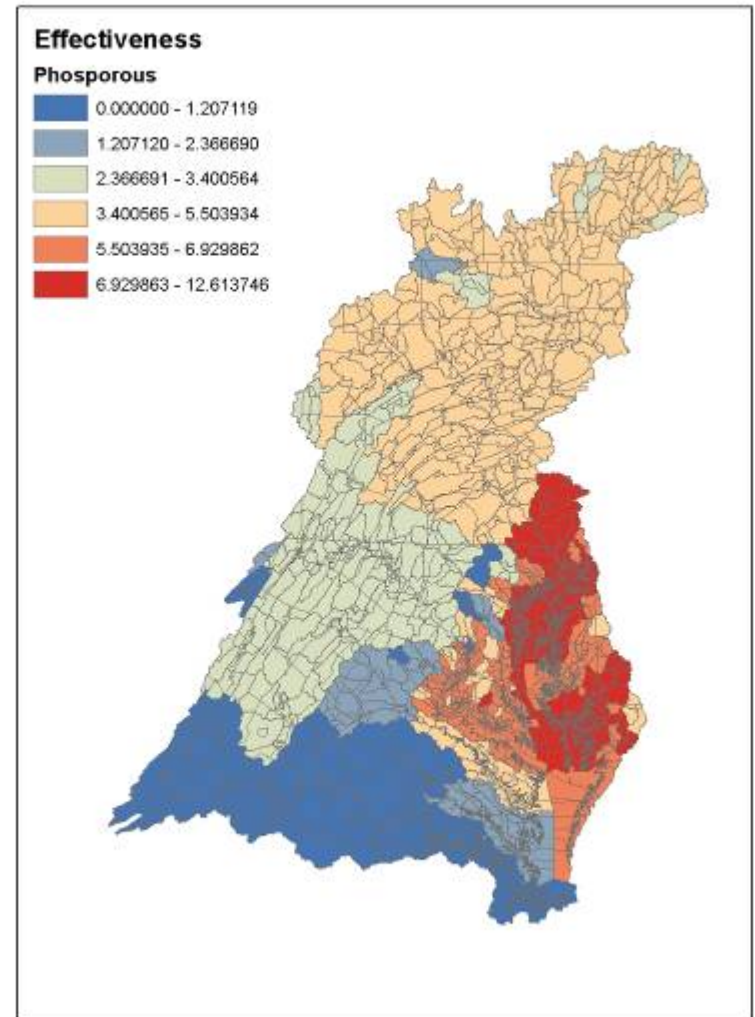 Effectiveness
Phosporous
0.000000 - 1.207119
1.207120 - 2.366690
2.366691 - 3.400564
3.400565 - 5.503934
5.503935 - 6.929862
6.929863 - 12.613746